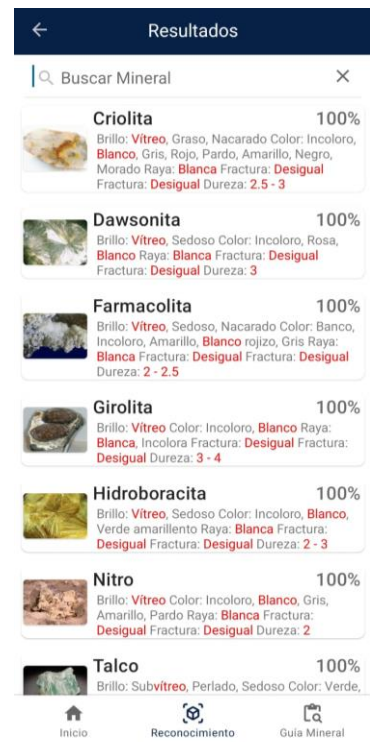 Resultados
Buscar Mineral
Criolita 100%
Brillo: Vítreo, Graso, Nacarado Color: Incoloro,
Blanco, Gris, Rojo, Pardo, Amarillo, Negro,
Morado Raya: Blanca Fractura: Desigual
Fractura: Desigual Dureza: 2.5 - 3
Dawsonita 100%
Brillo: Vítreo, Sedoso Color: Incoloro, Rosa,
Blanco Raya: Blanca Fractura: Desigual
Fractura: Desigual Dureza: 3
Farmacolita 100%
Brillo: Vítreo, Sedoso, Nacarado Color: Banco,
Incoloro, Amarillo, Blanco rojizo, Gris Raya:
Blanca Fractura: Desigual Fractura: Desigual
Dureza: 2 - 2.5
Girolita 100%
Brillo: Vítreo Color: Incoloro, Blanco Raya:
Blanca, Incolora Fractura: Desigual Fractura:
Desigual Dureza: 3 - 4
Hidroboracita 100%
Brillo: Vítreo, Sedoso Color: Incoloro, Blanco,
Verde amarillento Raya: Blanca Fractura:
Desigual Fractura: Desigual Dureza: 2 - 3
Nitro 100%
Brillo: Vítreo Color: Incoloro, Blanco, Gris,
Amarillo, Pardo Raya: Blanca Fractura:
Desigual Fractura: Desigual Dureza: 2
Talco 100%
Brillo: Subvítreo, Perlado, Sedoso Color: Verde,
Inicio Reconocimiento Guía Mineral